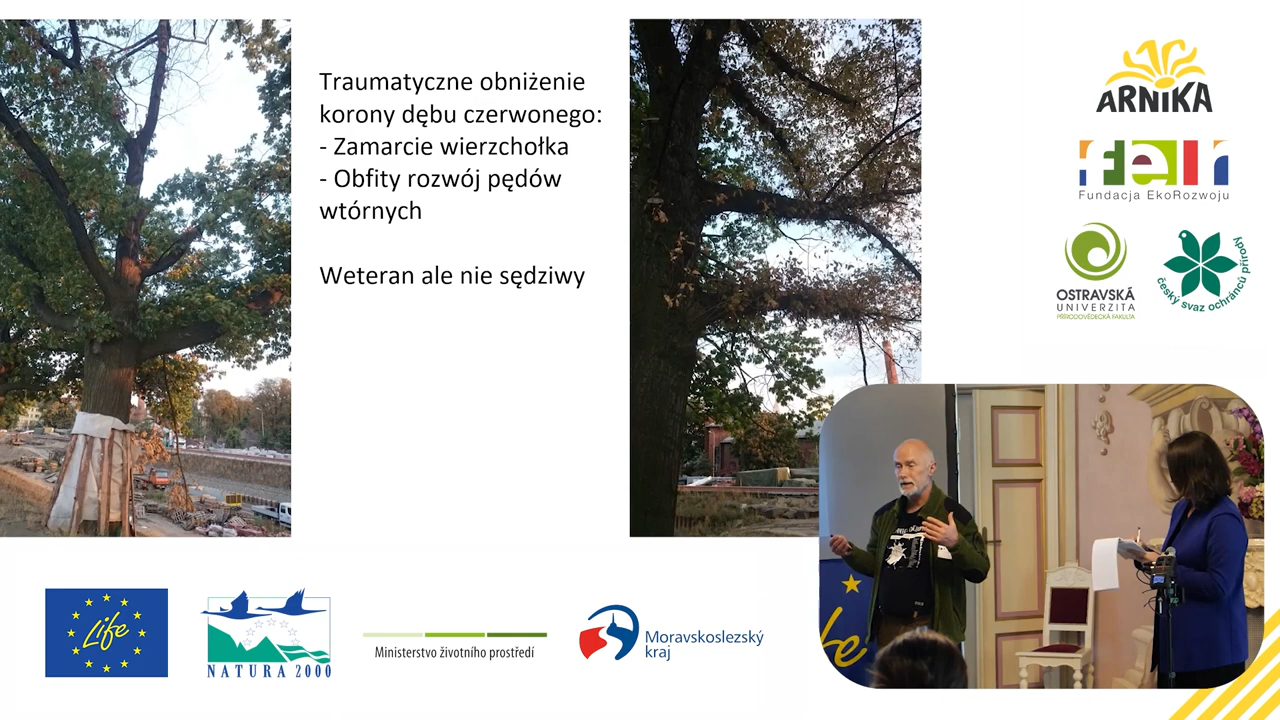 Traumatyczne obniżenie
korony dębu czerwonego:
- Zamarcie wierzchołka
- Obfity rozwój pędów
wtórnych
Weteran ale nie sędziwy
ARNIKA
feli
Fundacja EkoRozwoju
OSTRAVSKÁ
UNIVERZITA
PŘÍRODOVĚDECKÁ FAKULTA
český svaz ochránců přírody
Life
NATURA 2000
Ministerstvo životního prostředí
Moravskoslezský
kraj